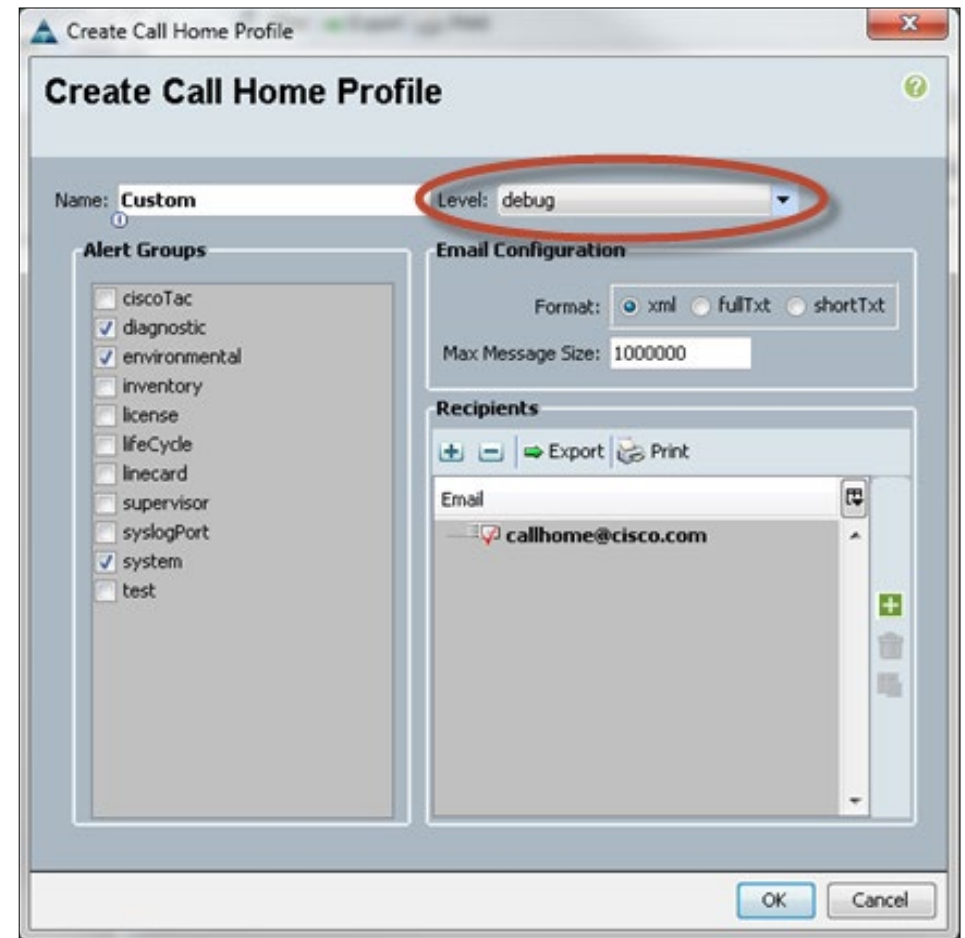 Create Call Home Profile
Create Call Home Profile
Name: Custom
Level: debug
Alert Groups
ciscoTac
diagnostic
environmental
inventory
license
lifeCycle
linecard
supervisor
syslogPort
system
test
Email Configuration
Format: xml fullTxt shortTxt
Max Message Size: 1000000
Recipients
Export Print
Email
callhome@cisco.com
OK Cancel